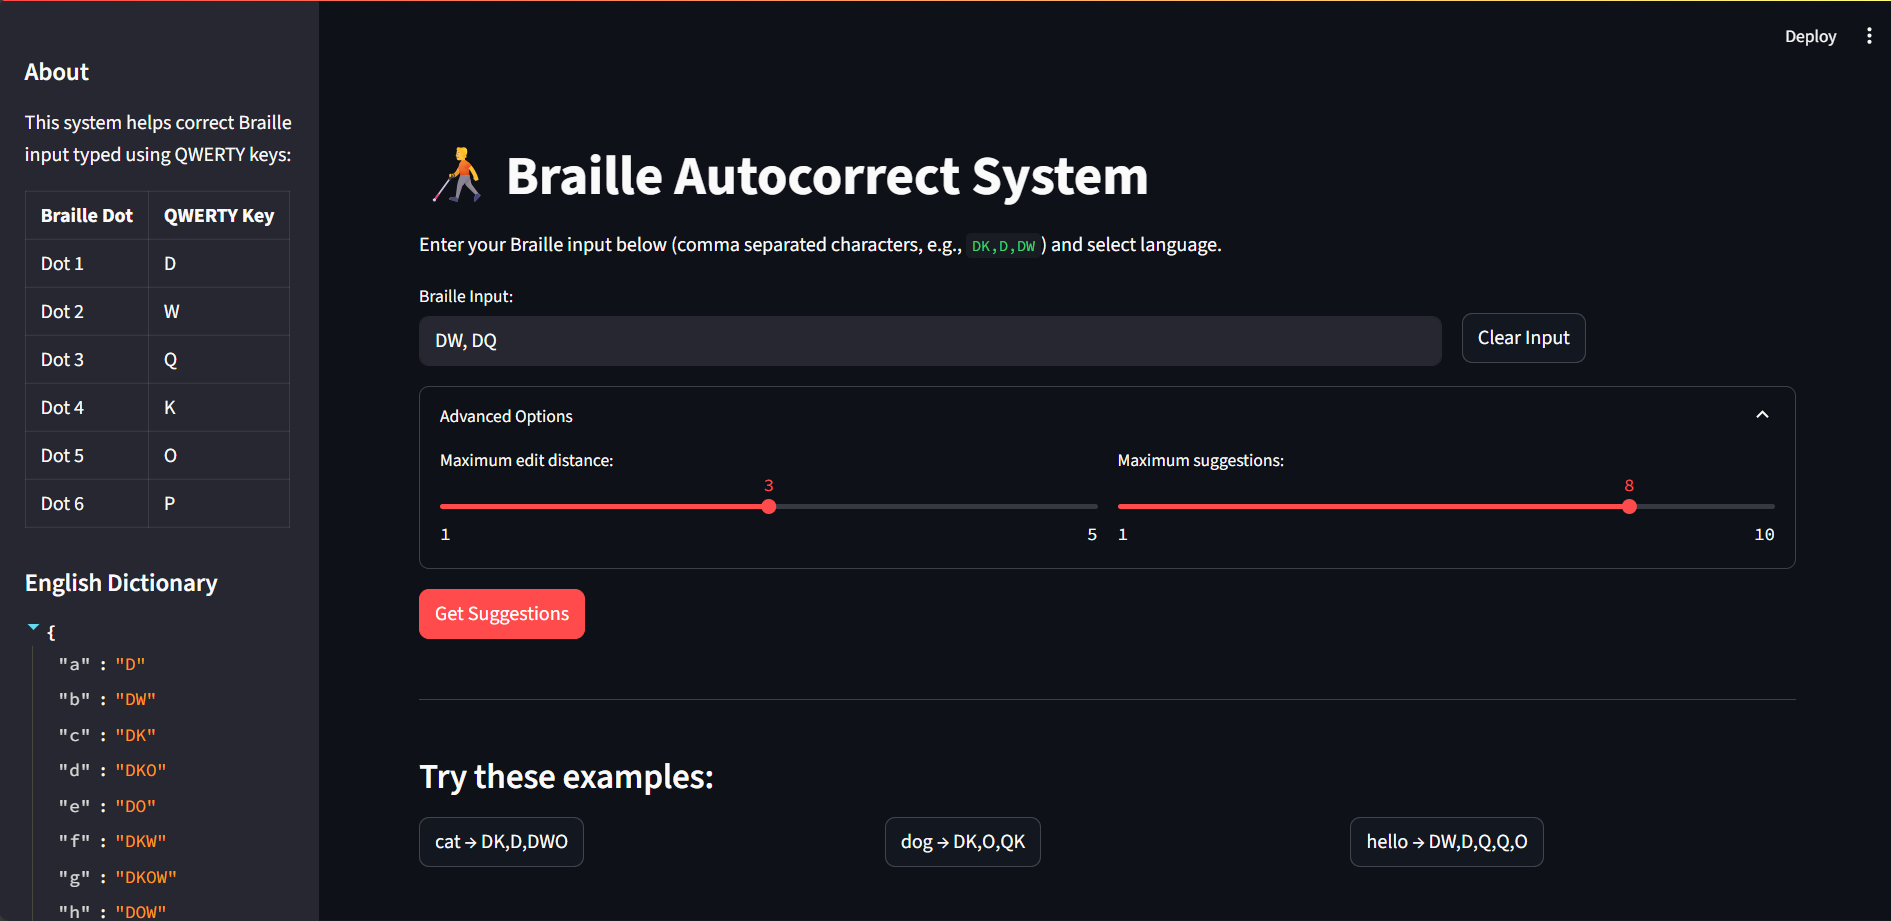 Deploy
About
This system helps correct Braille
input typed using QWERTY keys:
Braille Dot QWERTY Key
Dot 1 D
Dot 2 W
Dot 3 Q
Dot 4 K
Dot 5 O
Dot 6 P
English Dictionary
{
"a" : "D"
"b" : "DW"
"c" : "DK"
"d" : "DKO"
"e" : "DO"
"f" : "DKW"
"g" : "DKOW"
"h" : "DOW"
Braille Autocorrect System
Enter your Braille input below (comma separated characters, e.g., DK,D,DW ) and select language.
Braille Input:
DW, DQ
Clear Input
Advanced Options
Maximum edit distance:
3
1 5
Maximum suggestions:
8
1 10
Get Suggestions
Try these examples:
cat → DK,D,DWO
dog → DK,O,QK
hello → DW,D,Q,Q,O